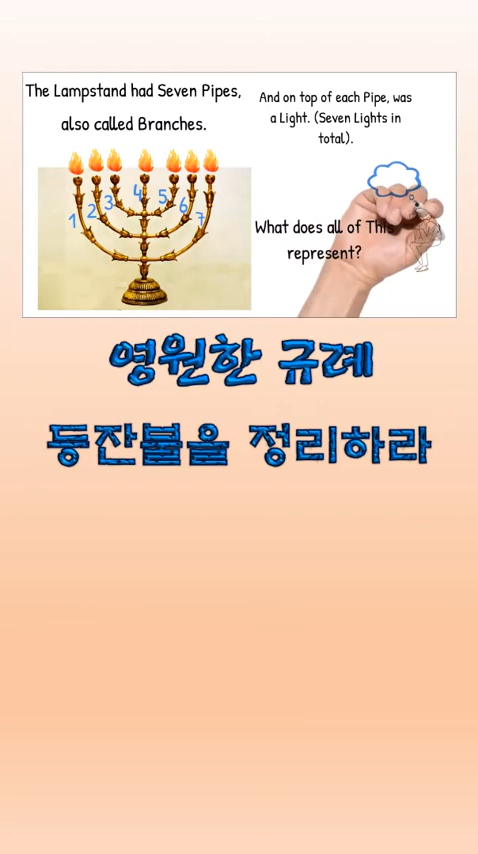 The Lampstand had Seven Pipes,
also called Branches.
And on top of each Pipe, was
a Light. (Seven Lights in
total).
1 2 3 4 5 6 7
What does all of This
represent?
영원한 규례
등잔불을 정리하라